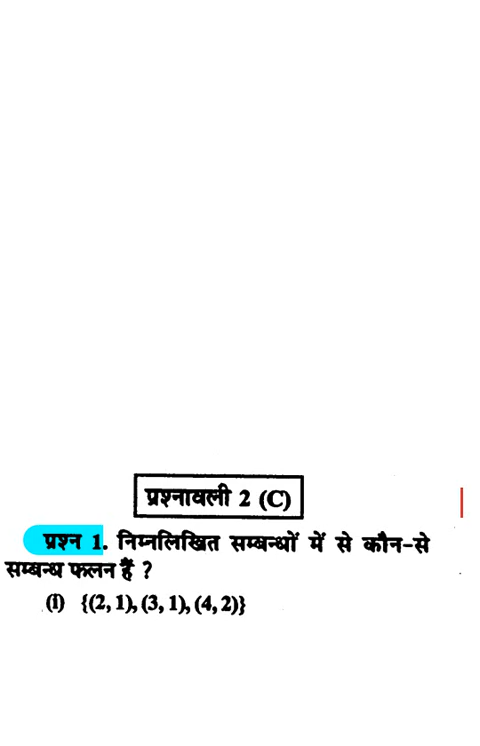 प्रश्नावली 2 (C)
प्रश्न 1. निम्नलिखित सम्बन्धों में से कौन-से
सम्बन्ध फलन हैं ?
(i) {(2, 1), (3, 1), (4, 2)}